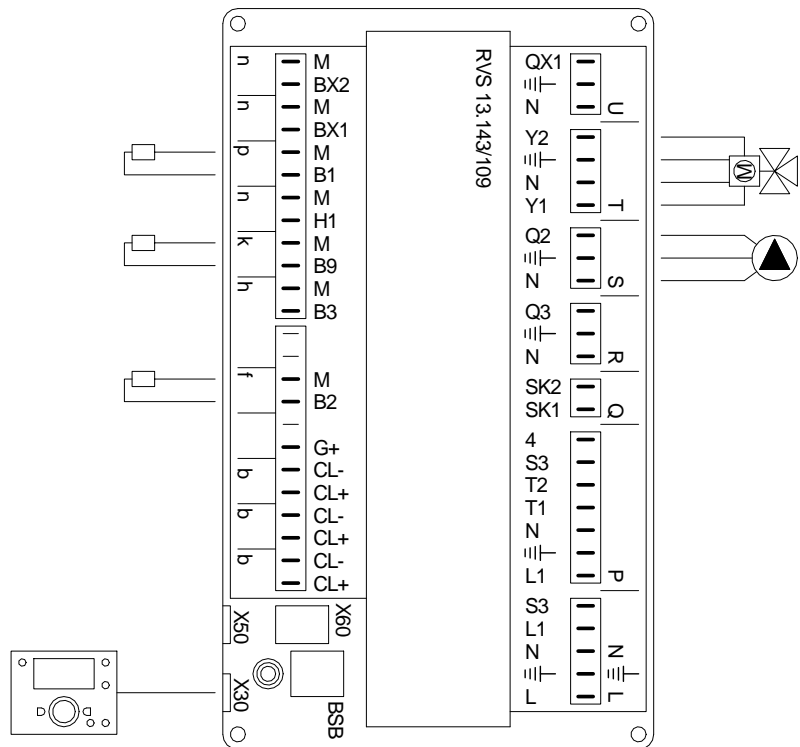 n
M
BX2
n
M
BX1
p
M
B1
n
M
H1
k
M
B9
h
M
B3
f
M
B2
G+
b
CL-
CL+
b
CL-
CL+
b
CL-
CL+
X50
X60
X30
BSB
RVS 13.143/109
QX1
N
U
Y2
N
Y1
T
M
Q2
N
S
Q3
N
R
SK2
SK1
Q
4
S3
T2
T1
N
L1
P
S3
L1
N
L
N
L